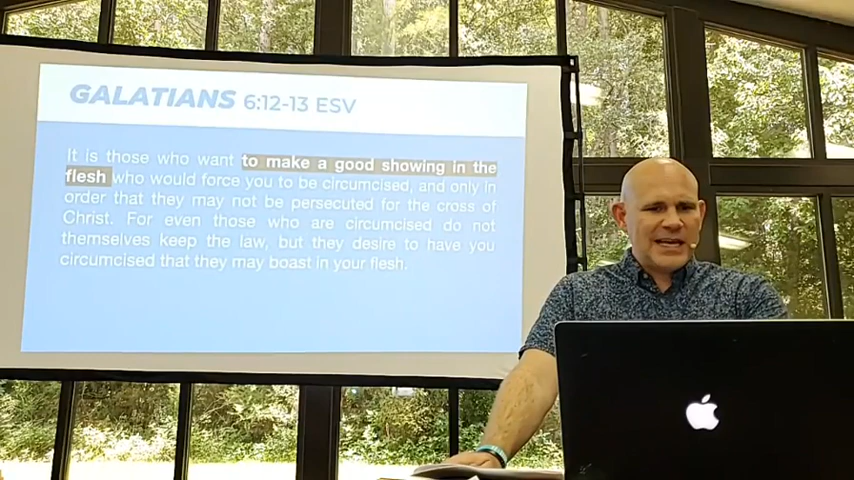 GALATIANS 6:12-13 ESV
It is those who want to make a good showing in the
flesh who would force you to be circumcised, and only in
order that they may not be persecuted for the cross of
Christ. For even those who are circumcised do not
themselves keep the law, but they desire to have you
circumcised that they may boast in your flesh.